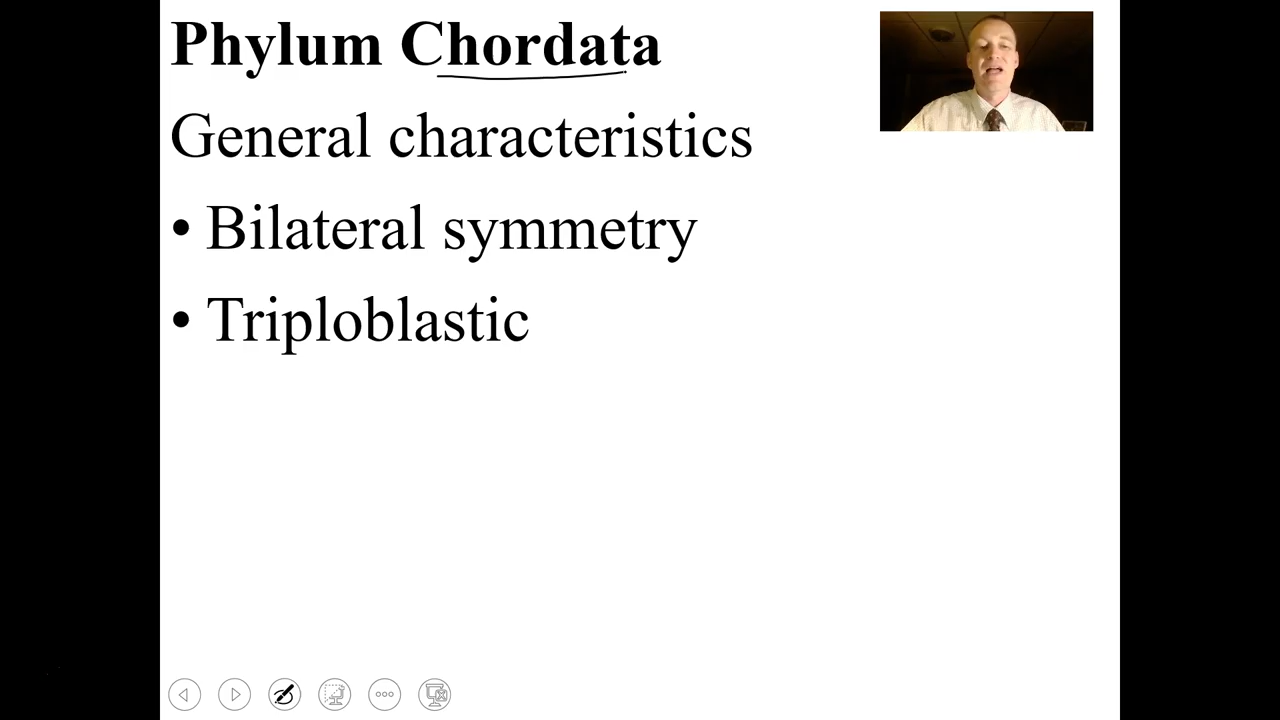 Phylum Chordata
General characteristics
• Bilateral symmetry
• Triploblastic